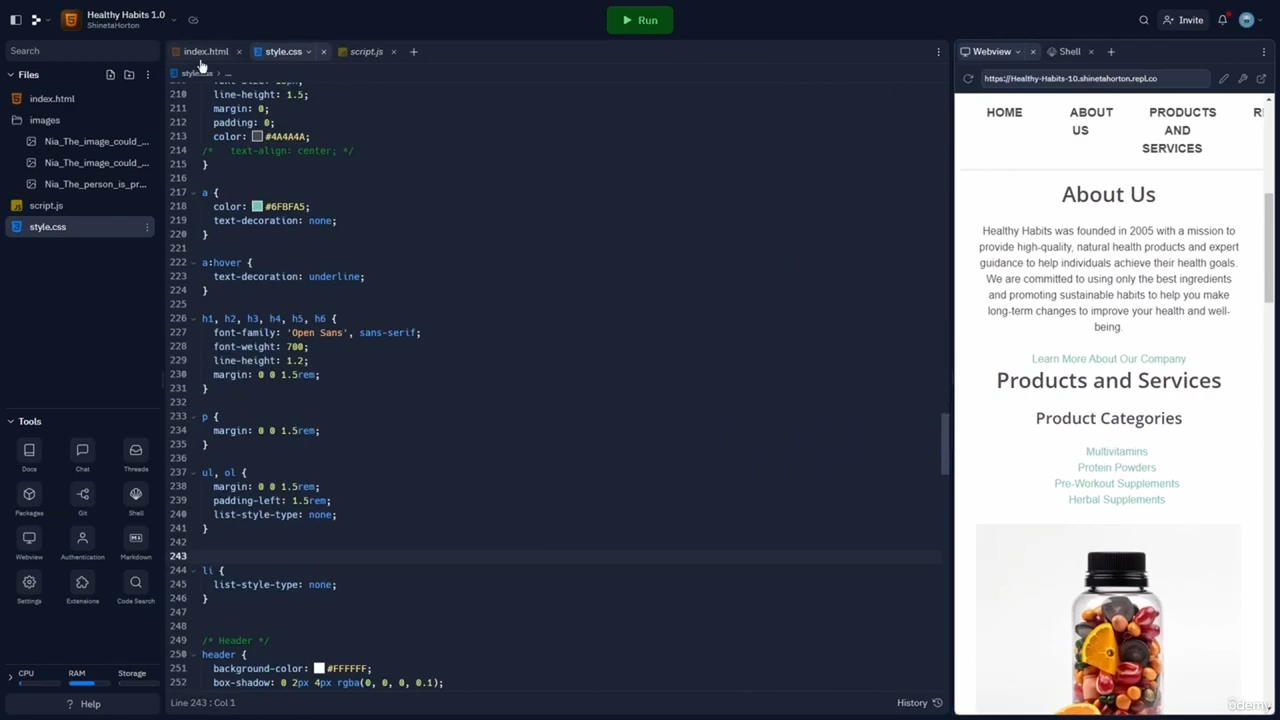 Healthy Habits 1.0
ShinetaHorton
Run
Invite
Search
index.html
style.css
script.js
Webview
Shell
Files
style.css › ...
https://Healthy-Habits-10.shinetahorton.repl.co
index.html
images
Nia_The_image_could_...
Nia_The_image_could_...
Nia_The_person_is_pr...
script.js
style.css
210 line-height: 1.5;
211 margin: 0;
212 padding: 0;
213 color: #4A4A4A;
214 /* text-align: center; */
215 }
216
217 a {
218 color: #6FBFA5;
219 text-decoration: none;
220 }
221
222 a:hover {
223 text-decoration: underline;
224 }
225
226 h1, h2, h3, h4, h5, h6 {
227 font-family: 'Open Sans', sans-serif;
228 font-weight: 700;
229 line-height: 1.2;
230 margin: 0 0 1.5rem;
231 }
232
233 p {
234 margin: 0 0 1.5rem;
235 }
236
237 ul, ol {
238 margin: 0 0 1.5rem;
239 padding-left: 1.5rem;
240 list-style-type: none;
241 }
242
243
244 li {
245 list-style-type: none;
246 }
247
248
249 /* Header */
250 header {
251 background-color: #FFFFFF;
252 box-shadow: 0 2px 4px rgba(0, 0, 0, 0.1);
Line 243 : Col 1
History
Tools
Docs
Chat
Threads
Packages
Git
Shell
Webview
Authentication
Markdown
Settings
Extensions
Code Search
CPU
RAM
Storage
Help
HOME
ABOUT
US
PRODUCTS
AND
SERVICES
About Us
Healthy Habits was founded in 2005 with a mission to
provide high-quality, natural health products and expert
guidance to help individuals achieve their health goals.
We are committed to using only the best ingredients
and promoting sustainable habits to help you make
long-term changes to improve your health and well-
being.
Learn More About Our Company
Products and Services
Product Categories
Multivitamins
Protein Powders
Pre-Workout Supplements
Herbal Supplements
ûdemy